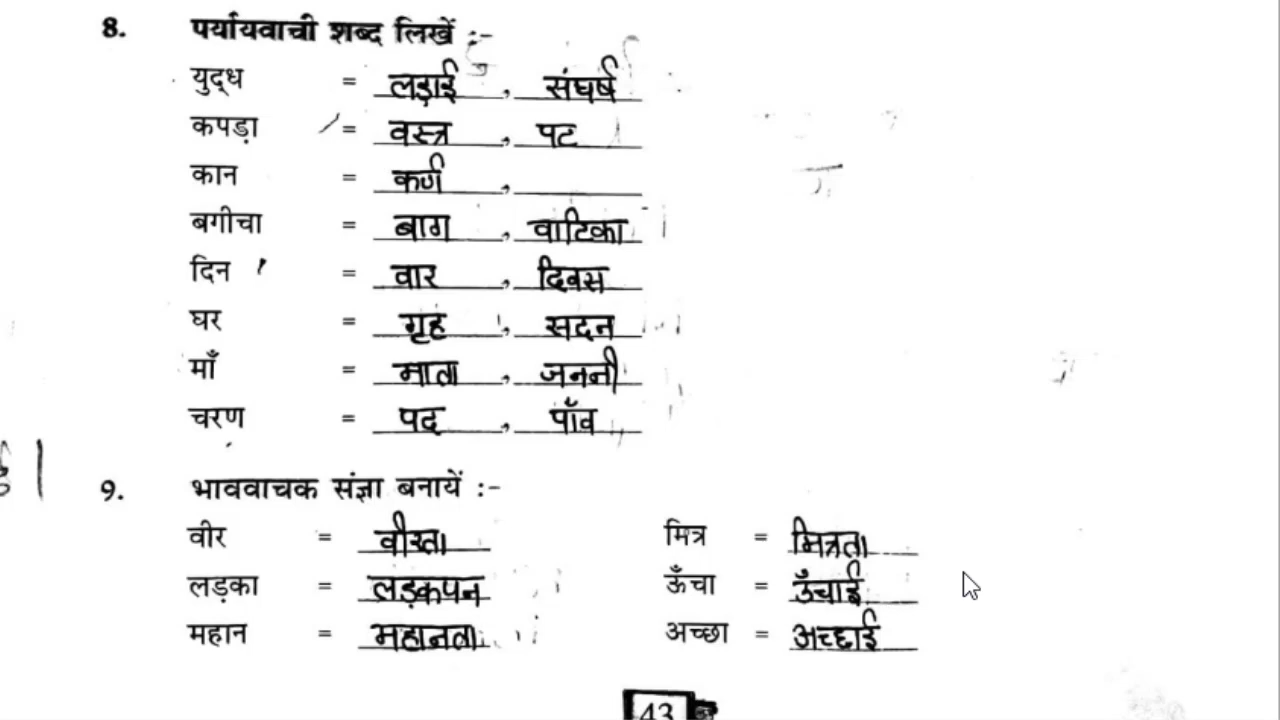 8. पर्यायवाची शब्द लिखें :-
युद्ध = लड़ाई , संघर्ष
कपड़ा = वस्त्र , पट
कान = कर्ण ,
बगीचा = बाग , वाटिका
दिन = वार , दिवस
घर = गृह , सदन
माँ = माता , जननी
चरण = पद , पाँव
9. भाववाचक संज्ञा बनायें :-
वीर = वीरता मित्र = मित्रता
लड़का = लड़कपन ऊँचा = उँचाई
महान = महानता अच्छा = अच्छाई
43